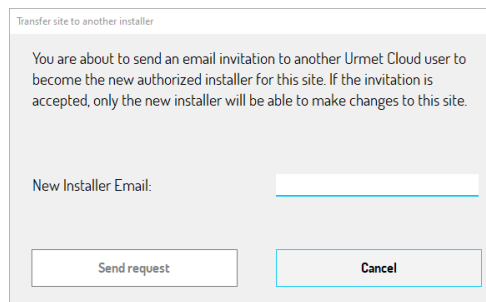 Transfer site to another installer
You are about to send an email invitation to another Urmet Cloud user to
become the new authorized installer for this site. If the invitation is
accepted, only the new installer will be able to make changes to this site.
New Installer Email:
Send request
Cancel